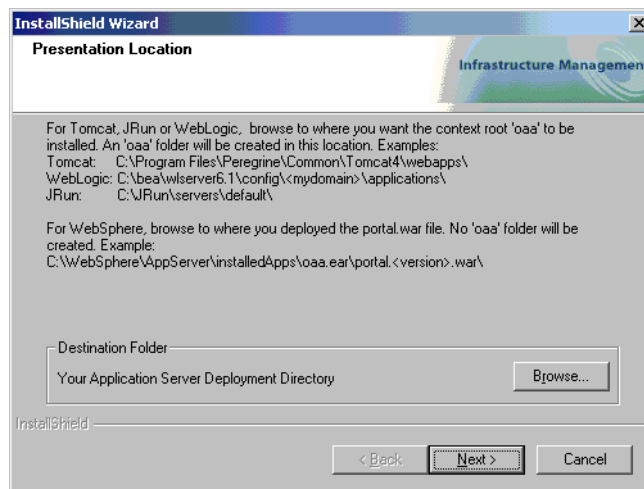 InstallShield Wizard
Presentation Location
Infrastructure Managemen
For Tomcat, JRun or WebLogic, browse to where you want the context root 'oaa' to be
installed. An 'oaa' folder will be created in this location. Examples:
Tomcat: C:\Program Files\Peregrine\Common\Tomcat4\webapps\
WebLogic: C:\bea\wlserver6.1\config\<mydomain>\applications\
JRun: C:\JRun\servers\default\
For WebSphere, browse to where you deployed the portal.war file. No 'oaa' folder will be
created. Example:
C:\WebSphere\AppServer\installedApps\oaa.ear\portal.<version>.war\
Destination Folder
Your Application Server Deployment Directory
Browse...
InstallShield
< Back
Next >
Cancel